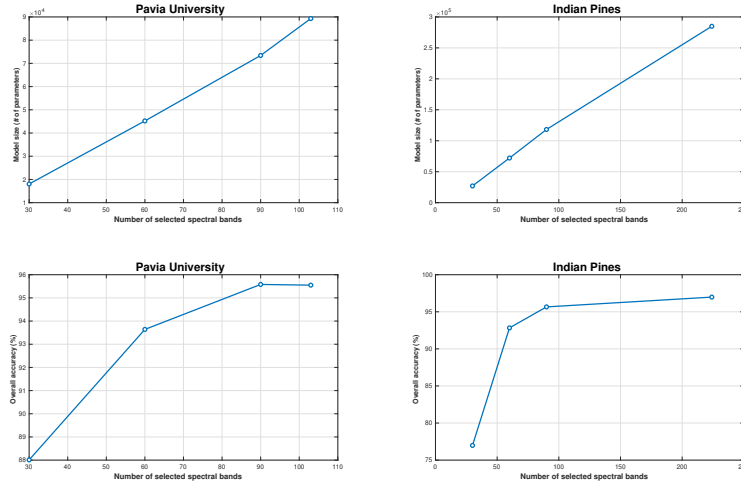 Pavia University
×10⁴
9
8
7
6
5
4
3
2
1
Model size (# of parameters)
30 40 50 60 70 80 90 100 110
Number of selected spectral bands
Indian Pines
×10⁵
3
2.5
2
1.5
1
0.5
0
Model size (# of parameters)
0 50 100 150 200
Number of selected spectral bands
Pavia University
96
95
94
93
92
91
90
89
88
Overall accuracy (%)
30 40 50 60 70 80 90 100 110
Number of selected spectral bands
Indian Pines
100
95
90
85
80
75
Overall accuracy (%)
0 50 100 150 200
Number of selected spectral bands